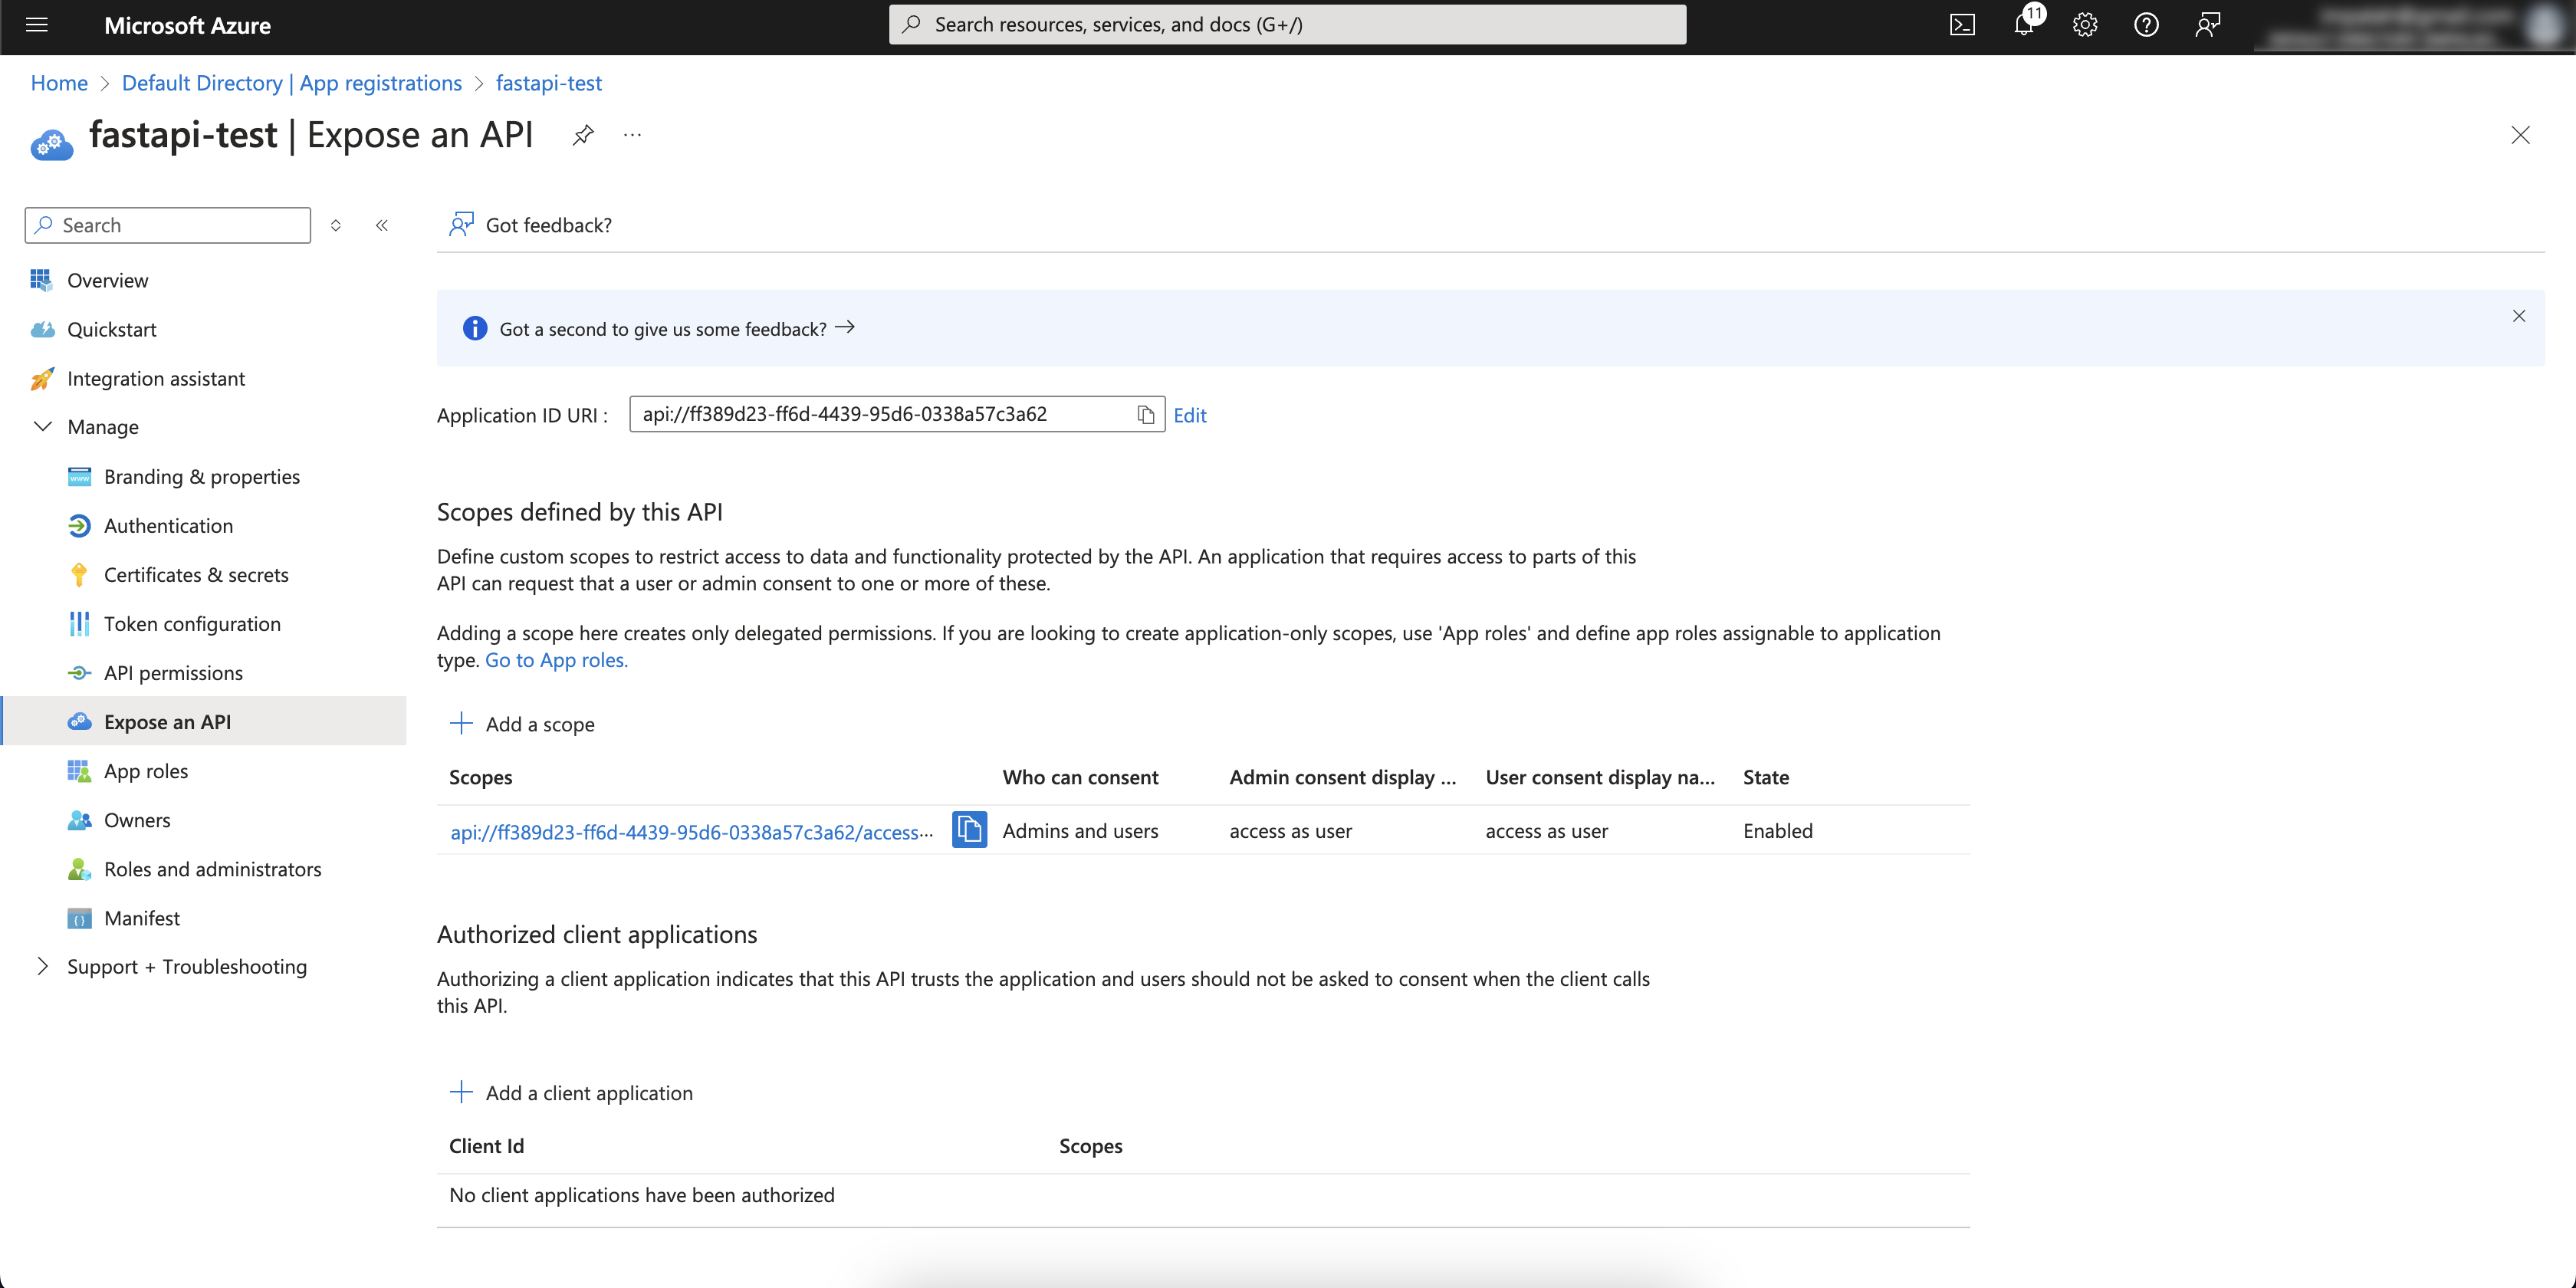 Microsoft Azure
Search resources, services, and docs (G+/)
11
Home > Default Directory | App registrations > fastapi-test
fastapi-test | Expose an API
...
Search
Got feedback?
Overview
Quickstart
Integration assistant
Manage
Branding & properties
Authentication
Certificates & secrets
Token configuration
API permissions
Expose an API
App roles
Owners
Roles and administrators
Manifest
Support + Troubleshooting
Got a second to give us some feedback? →
Application ID URI : api://ff389d23-ff6d-4439-95d6-0338a57c3a62 Edit
Scopes defined by this API
Define custom scopes to restrict access to data and functionality protected by the API. An application that requires access to parts of this
API can request that a user or admin consent to one or more of these.
Adding a scope here creates only delegated permissions. If you are looking to create application-only scopes, use 'App roles' and define app roles assignable to application
type. Go to App roles.
Add a scope
Scopes Who can consent Admin consent display ... User consent display na... State
api://ff389d23-ff6d-4439-95d6-0338a57c3a62/access... Admins and users access as user access as user Enabled
Authorized client applications
Authorizing a client application indicates that this API trusts the application and users should not be asked to consent when the client calls
this API.
Add a client application
Client Id Scopes
No client applications have been authorized